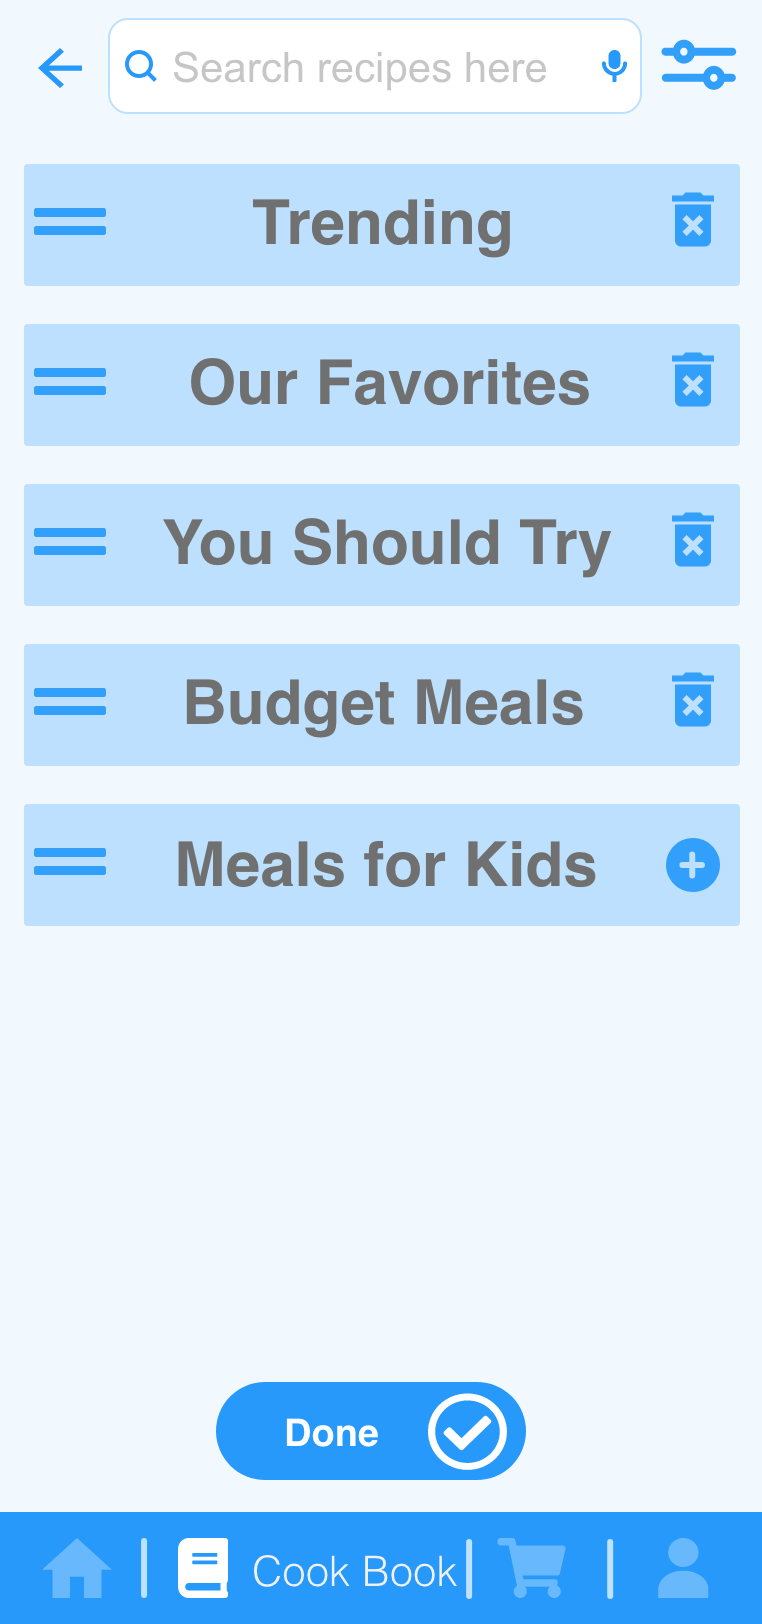 Search recipes here
Trending
Our Favorites
You Should Try
Budget Meals
Meals for Kids
Done
Cook Book